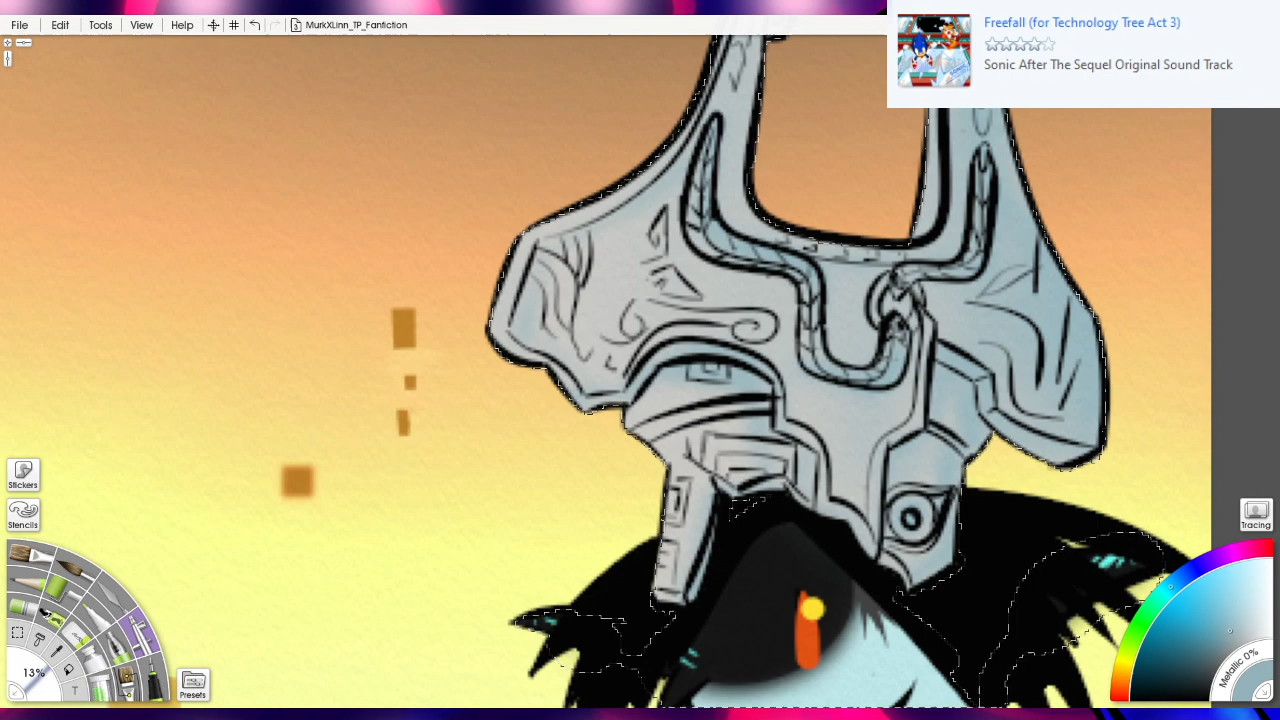 File Edit Tools View Help MurkXLinn_TP_Fanfiction
Freefall (for Technology Tree Act 3)
Sonic After The Sequel Original Sound Track
Stickers
Stencils
Tracing
13%
T
Presets
Metallic 0%